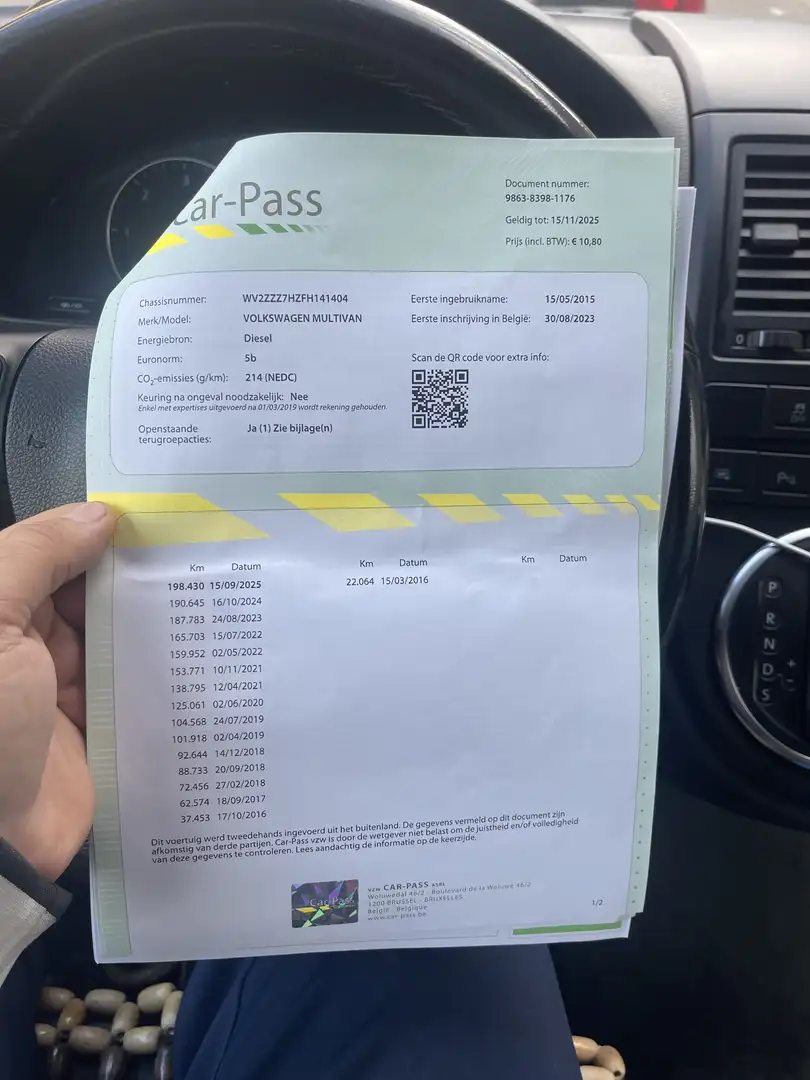 Car-Pass
Document nummer:
9863-8398-1176
Geldig tot: 15/11/2025
Prijs (incl. BTW): € 10,80
Chassisnummer: WV2ZZZ7HZFH141404
Merk/Model: VOLKSWAGEN MULTIVAN
Energiebron: Diesel
Euronorm: 5b
CO2-emissies (g/km): 214 (NEDC)
Keuring na ongeval noodzakelijk: Nee
Enkel met expertises uitgevoerd na 01/03/2019 wordt rekening gehouden.
Openstaande terugroepacties: Ja (1) Zie bijlage(n)
Eerste ingebruikname: 15/05/2015
Eerste inschrijving in België: 30/08/2023
Scan de QR code voor extra info:
Km Datum
198.430 15/09/2025
190.645 16/10/2024
187.783 24/08/2023
165.703 15/07/2022
159.952 02/05/2022
153.771 10/11/2021
138.795 12/04/2021
125.061 02/06/2020
104.568 24/07/2019
101.918 02/04/2019
92.644 14/12/2018
88.733 20/09/2018
72.456 27/02/2018
62.574 18/09/2017
37.453 17/10/2016
Km Datum
22.064 15/03/2016
Km Datum
Dit voertuig werd tweedehands ingevoerd uit het buitenland. De gegevens vermeld op dit document zijn
afkomstig van derde partijen. Car-Pass vzw is door de wetgever niet belast om de juistheid en/of volledigheid
van deze gegevens te controleren. Lees aandachtig de informatie op de keerzijde.
Car-Pass
VZW CAR-PASS ASBL
Woluwedal 46/2 - Boulevard de la Woluwe 46/2
1200 BRUSSEL - BRUXELLES
België - Belgique
www.car-pass.be
1/2
0
P
R
N
D
S
+
-